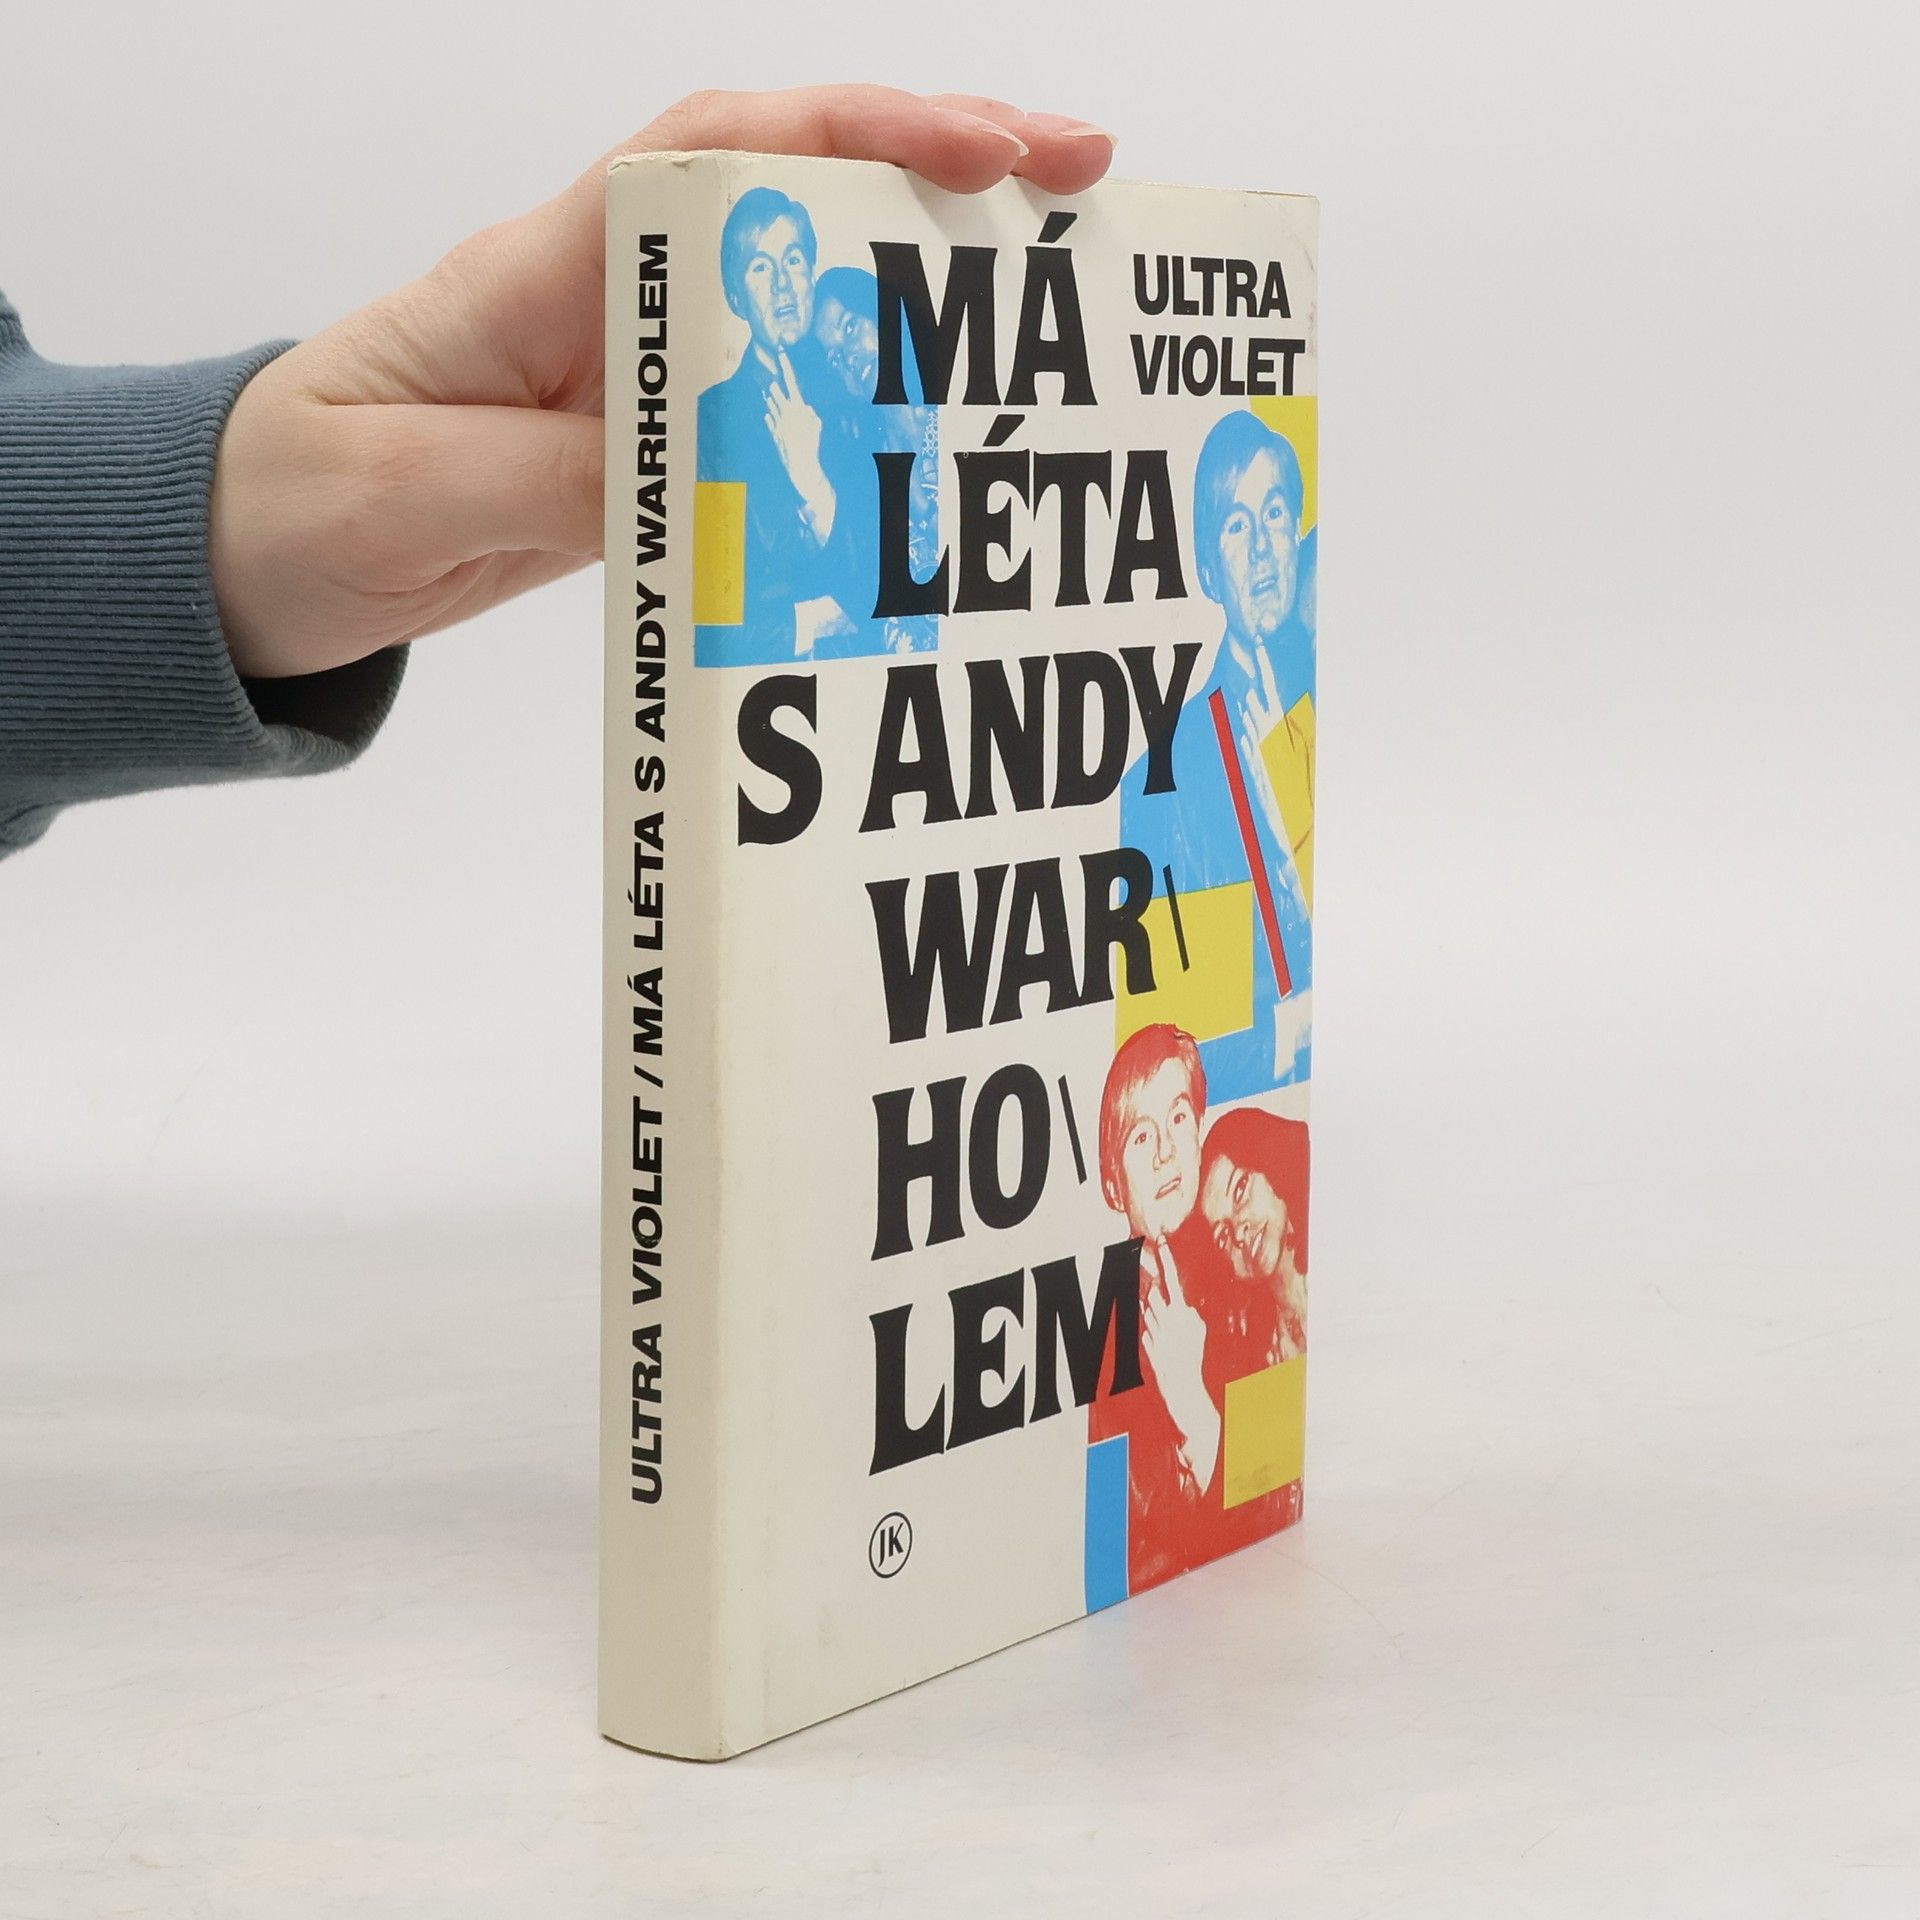 ULTRA VIOLET / MÁ LÉTA S ANDY WARHOLEM
MÁ
LÉTA
S ANDY
WAR\
HO\
LEM
ULTRA
VIOLET
JK